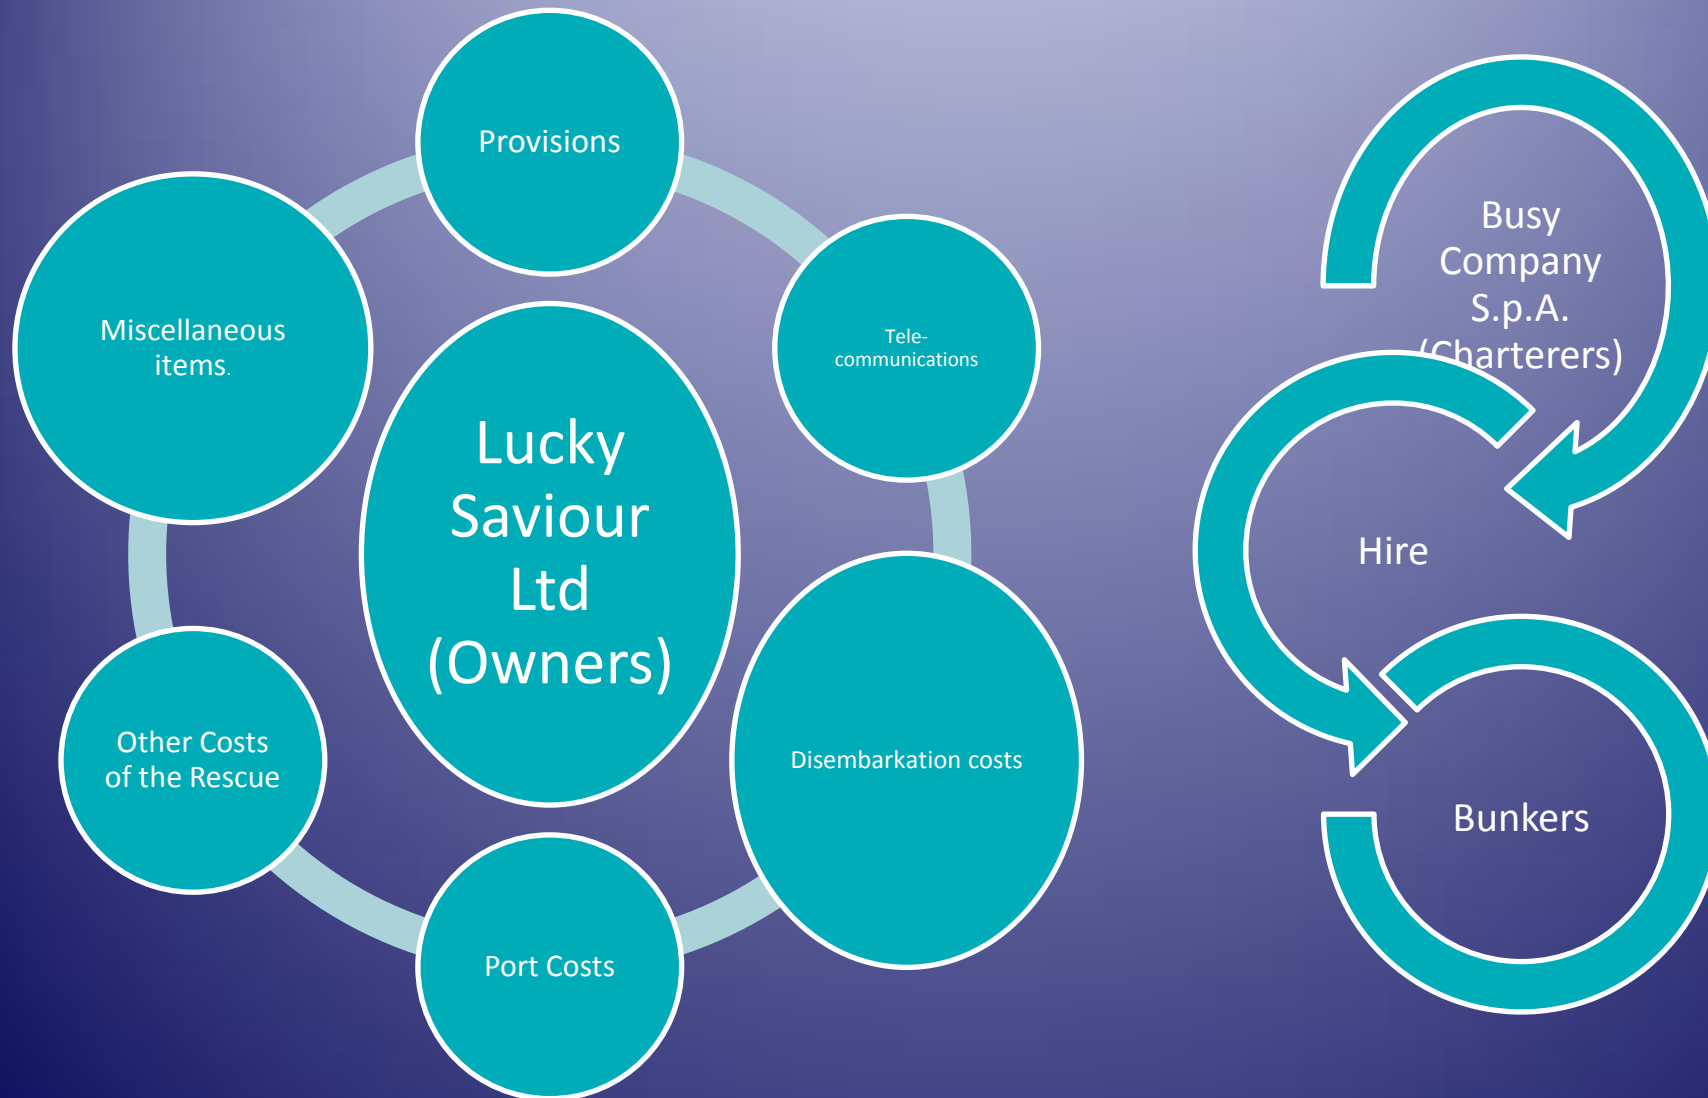 Provisions
Tele-
communications
Disembarkation costs
Port Costs
Other Costs
of the Rescue
Miscellaneous
items.
Lucky
Saviour
Ltd
(Owners)
Busy
Company
S.p.A.
(Charterers)
Hire
Bunkers